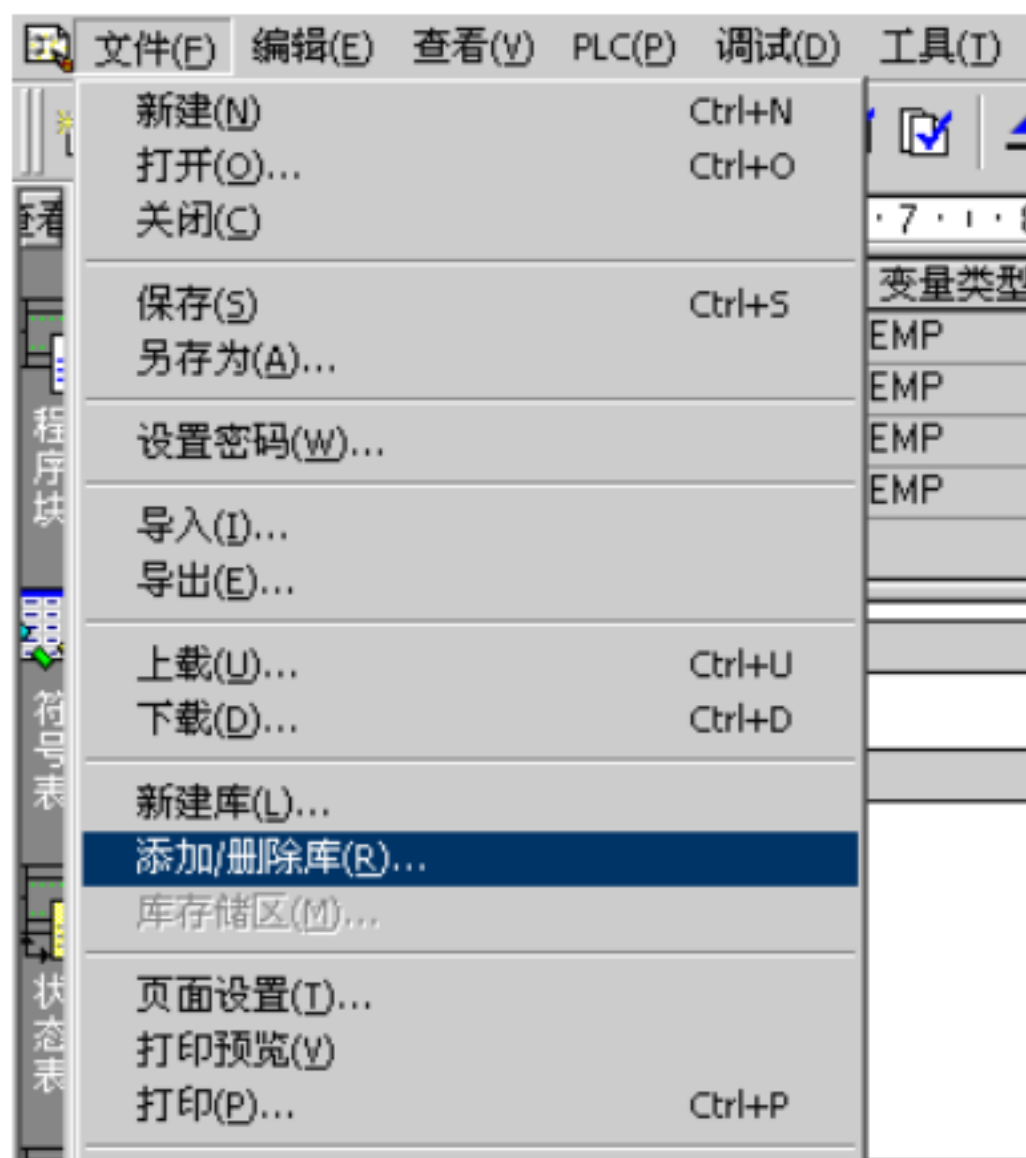 文件(F) 编辑(E) 查看(V) PLC(P) 调试(D) 工具(T)
新建(N) Ctrl+N
打开(O)... Ctrl+O
关闭(C)
保存(S) Ctrl+S
另存为(A)...
设置密码(W)...
导入(I)...
导出(E)...
上载(U)... Ctrl+U
下载(D)... Ctrl+D
新建库(L)...
添加/删除库(R)...
库存储区(M)...
页面设置(T)...
打印预览(V)
打印(P)... Ctrl+P
查看
程序块
符号表
状态表
· 7 · ı ·
变量类型
EMP
EMP
EMP
EMP